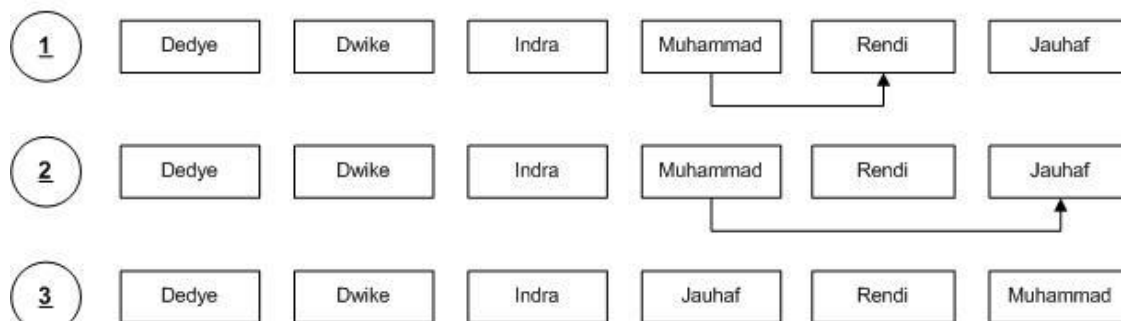 1 Dedye Dwike Indra Muhammad Rendi Jauhaf
2 Dedye Dwike Indra Muhammad Rendi Jauhaf
3 Dedye Dwike Indra Jauhaf Rendi Muhammad